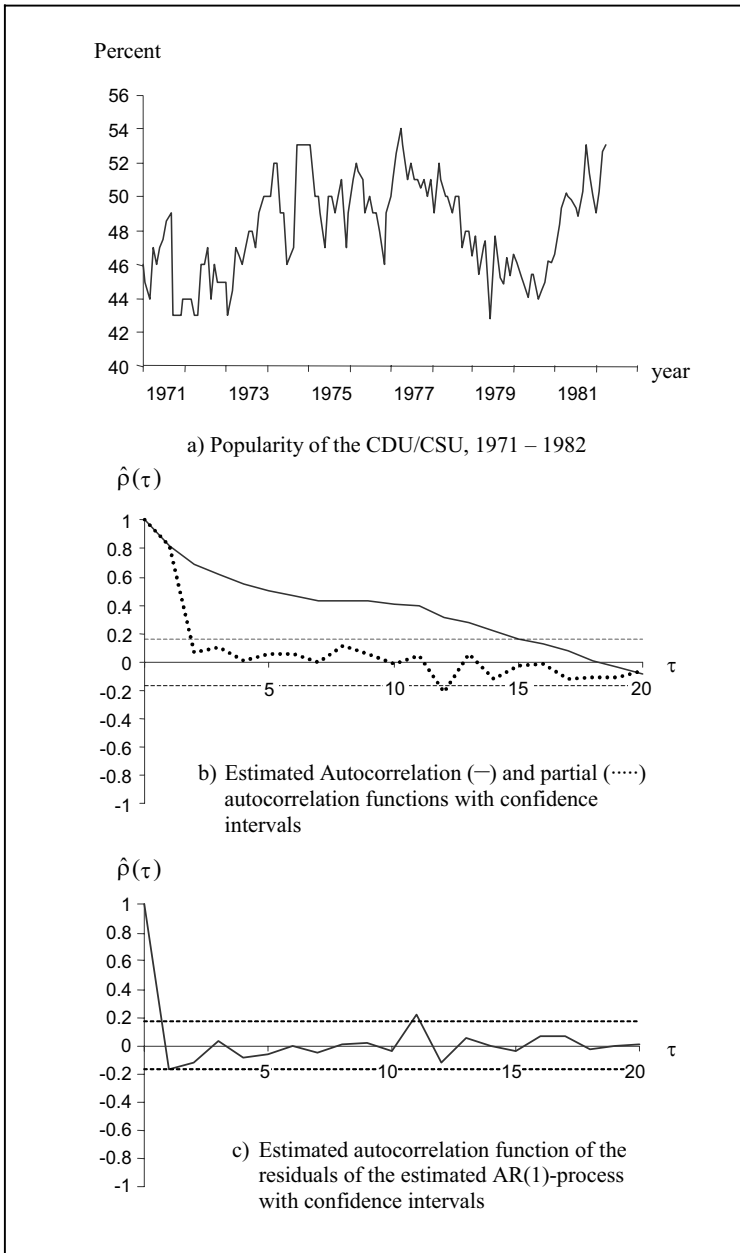 Percent
56
54
52
50
48
46
44
42
40
1971 1973 1975 1977 1979 1981
year
a) Popularity of the CDU/CSU, 1971 – 1982
ρ̂(τ)
1
0.8
0.6
0.4
0.2
0
-0.2
-0.4
-0.6
-0.8
-1
5 10 15 20
τ
b) Estimated Autocorrelation (—) and partial (·····)
autocorrelation functions with confidence
intervals
ρ̂(τ)
1
0.8
0.6
0.4
0.2
0
-0.2
-0.4
-0.6
-0.8
-1
5 10 15 20
τ
c) Estimated autocorrelation function of the
residuals of the estimated AR(1)-process
with confidence intervals